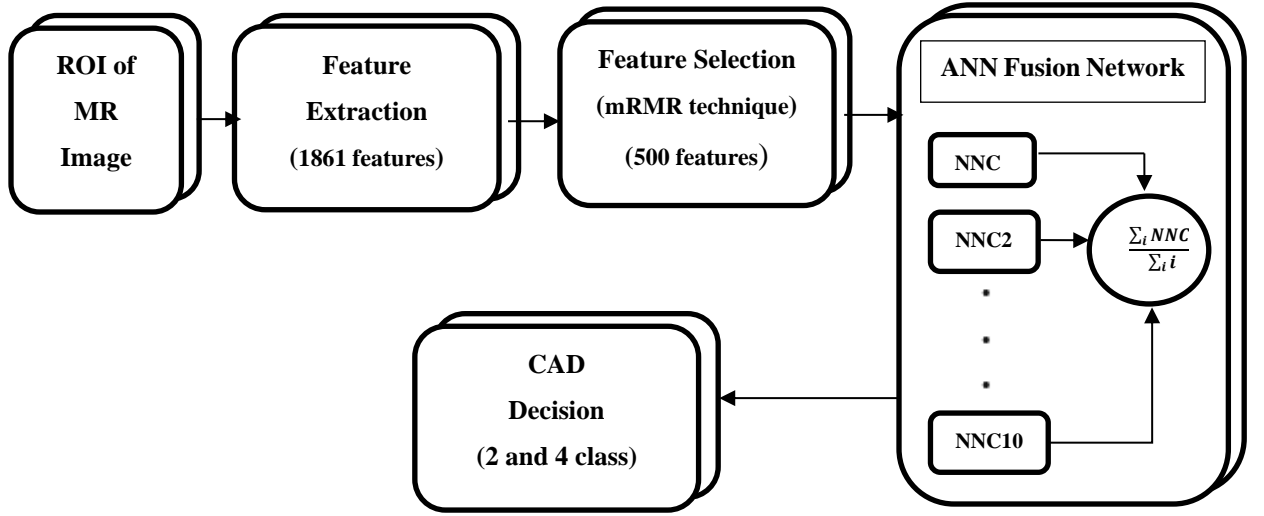 ROI of
MR
Image
Feature
Extraction
(1861 features)
Feature Selection
(mRMR technique)
(500 features)
ANN Fusion Network
NNC
NNC2
∑ᵢ NNC
∑ᵢ i
NNC10
CAD
Decision
(2 and 4 class)